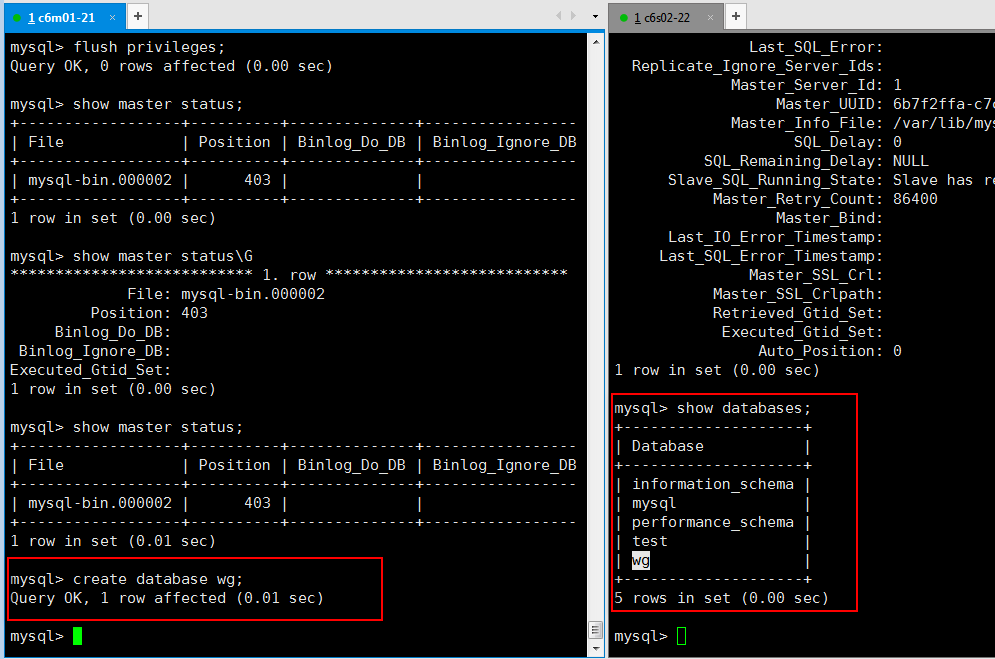 1 c6m01-21 × +
mysql> flush privileges;
Query OK, 0 rows affected (0.00 sec)
mysql> show master status;
+------------------+----------+--------------+-----------------
| File             | Position | Binlog_Do_DB | Binlog_Ignore_DB
+------------------+----------+--------------+-----------------
| mysql-bin.000002 |      403 |              |
+------------------+----------+--------------+-----------------
1 row in set (0.00 sec)
mysql> show master status\G
*************************** 1. row ***************************
             File: mysql-bin.000002
         Position: 403
     Binlog_Do_DB:
 Binlog_Ignore_DB:
Executed_Gtid_Set:
1 row in set (0.00 sec)
mysql> show master status;
+------------------+----------+--------------+-----------------
| File             | Position | Binlog_Do_DB | Binlog_Ignore_DB
+------------------+----------+--------------+-----------------
| mysql-bin.000002 |      403 |              |
+------------------+----------+--------------+-----------------
1 row in set (0.01 sec)
mysql> create database wg;
Query OK, 1 row affected (0.01 sec)
mysql>
1 c6s02-22 × +
Last_SQL_Error:
Replicate_Ignore_Server_Ids:
Master_Server_Id: 1
Master_UUID: 6b7f2ffa-c7
Master_Info_File: /var/lib/mys
SQL_Delay: 0
SQL_Remaining_Delay: NULL
Slave_SQL_Running_State: Slave has re
Master_Retry_Count: 86400
Master_Bind:
Last_IO_Error_Timestamp:
Last_SQL_Error_Timestamp:
Master_SSL_Crl:
Master_SSL_Crlpath:
Retrieved_Gtid_Set:
Executed_Gtid_Set:
Auto_Position: 0
1 row in set (0.00 sec)
mysql> show databases;
+--------------------+
| Database           |
+--------------------+
| information_schema |
| mysql              |
| performance_schema |
| test               |
| wg                 |
+--------------------+
5 rows in set (0.00 sec)
mysql>